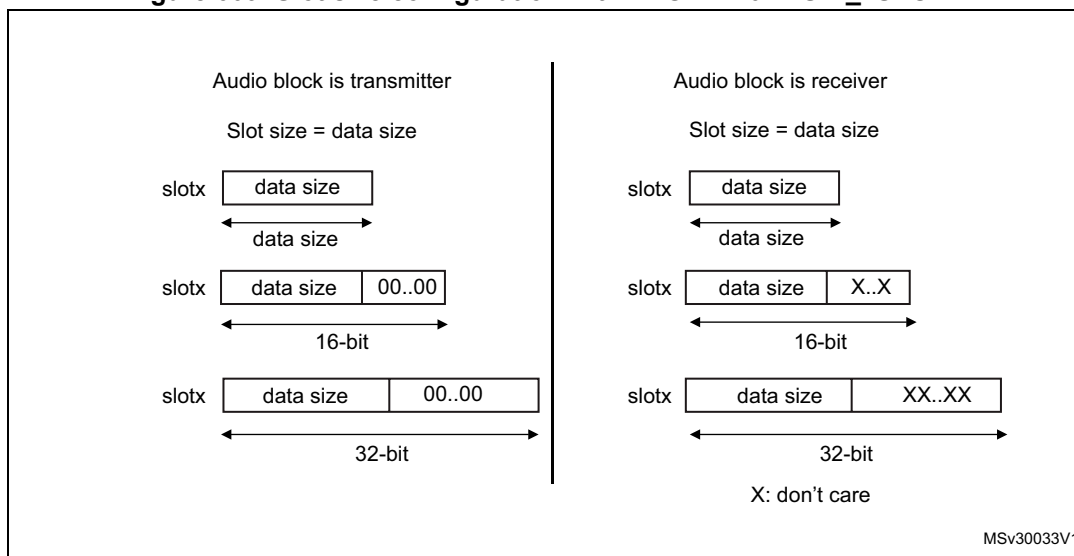 Audio block is transmitter
Slot size = data size
slotx data size
data size
slotx data size 00..00
16-bit
slotx data size 00..00
32-bit
Audio block is receiver
Slot size = data size
slotx data size
data size
slotx data size X..X
16-bit
slotx data size XX..XX
32-bit
X: don't care
MSv30033V1